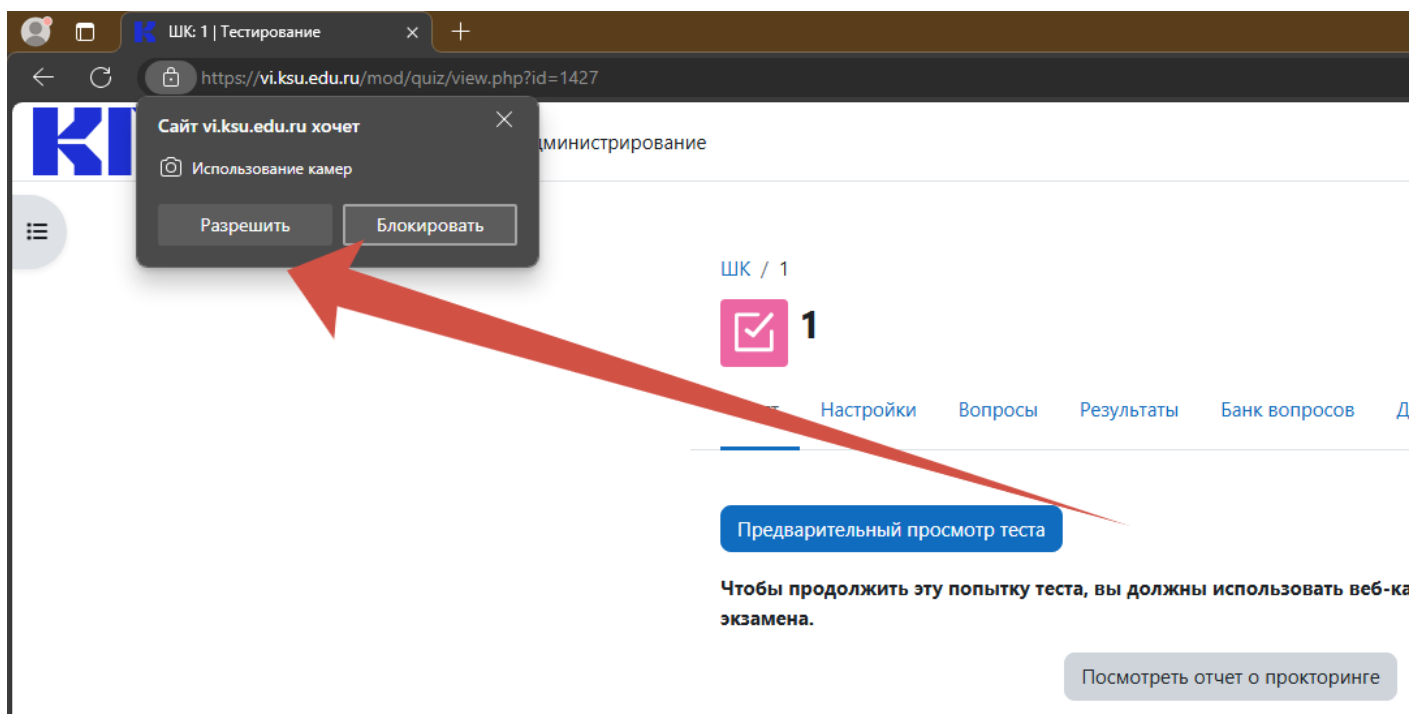 ШК: 1 | Тестирование
https://vi.ksu.edu.ru/mod/quiz/view.php?id=1427
Сайт vi.ksu.edu.ru хочет
Использование камер
Разрешить
Блокировать
дминистрирование
ШК / 1
1
Настройки Вопросы Результаты Банк вопросов Д
Предварительный просмотр теста
Чтобы продолжить эту попытку теста, вы должны использовать веб-ка
экзамена.
Посмотреть отчет о прокторинге